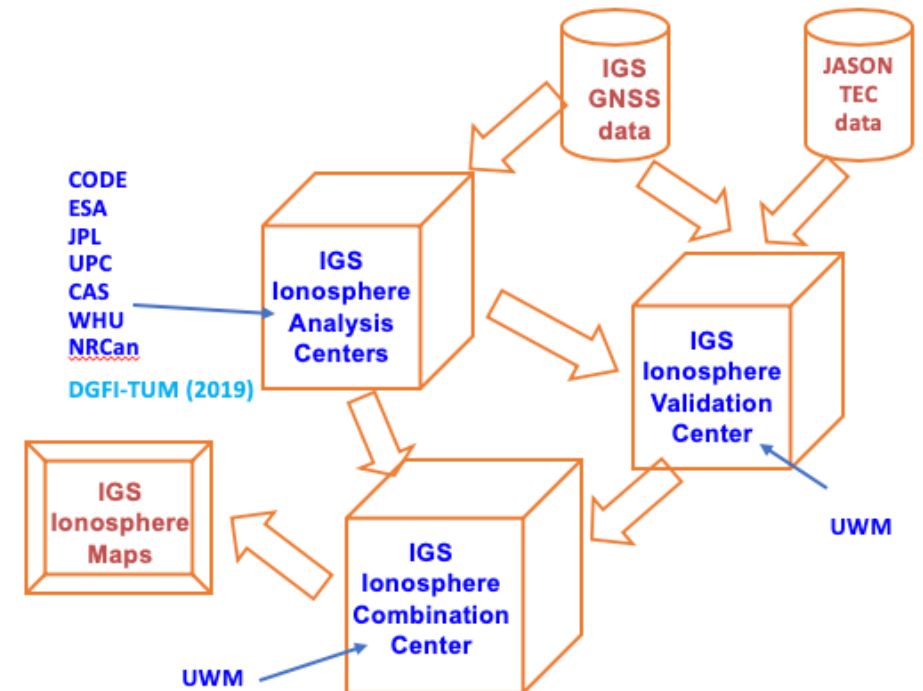 IGS
GNSS
data
JASON
TEC
data
CODE
ESA
JPL
UPC
CAS
WHU
NRCan
DGFI-TUM (2019)
IGS
Ionosphere
Analysis
Centers
IGS
Ionosphere
Validation
Center
UWM
IGS
Ionosphere
Maps
IGS
Ionosphere
Combination
Center
UWM